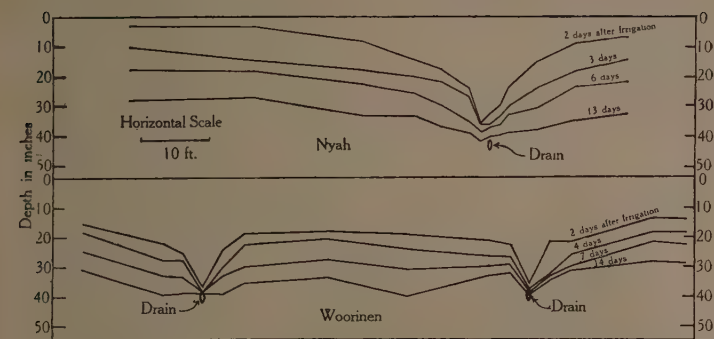 0
10
20
30
40
50
0
10
20
30
40
50
Depth in inches
2 days after Irrigation
3 days
6 days
13 days
Horizontal Scale
10 ft.
Nyah
Drain
0
10
20
30
40
50
0
10
20
30
40
50
2 days after Irrigation
4 days
7 days
14 days
Drain
Woorinen
Drain